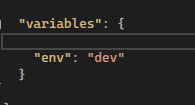 "variables": {
"env": "dev"
}